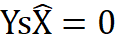 YsX̂ = 0